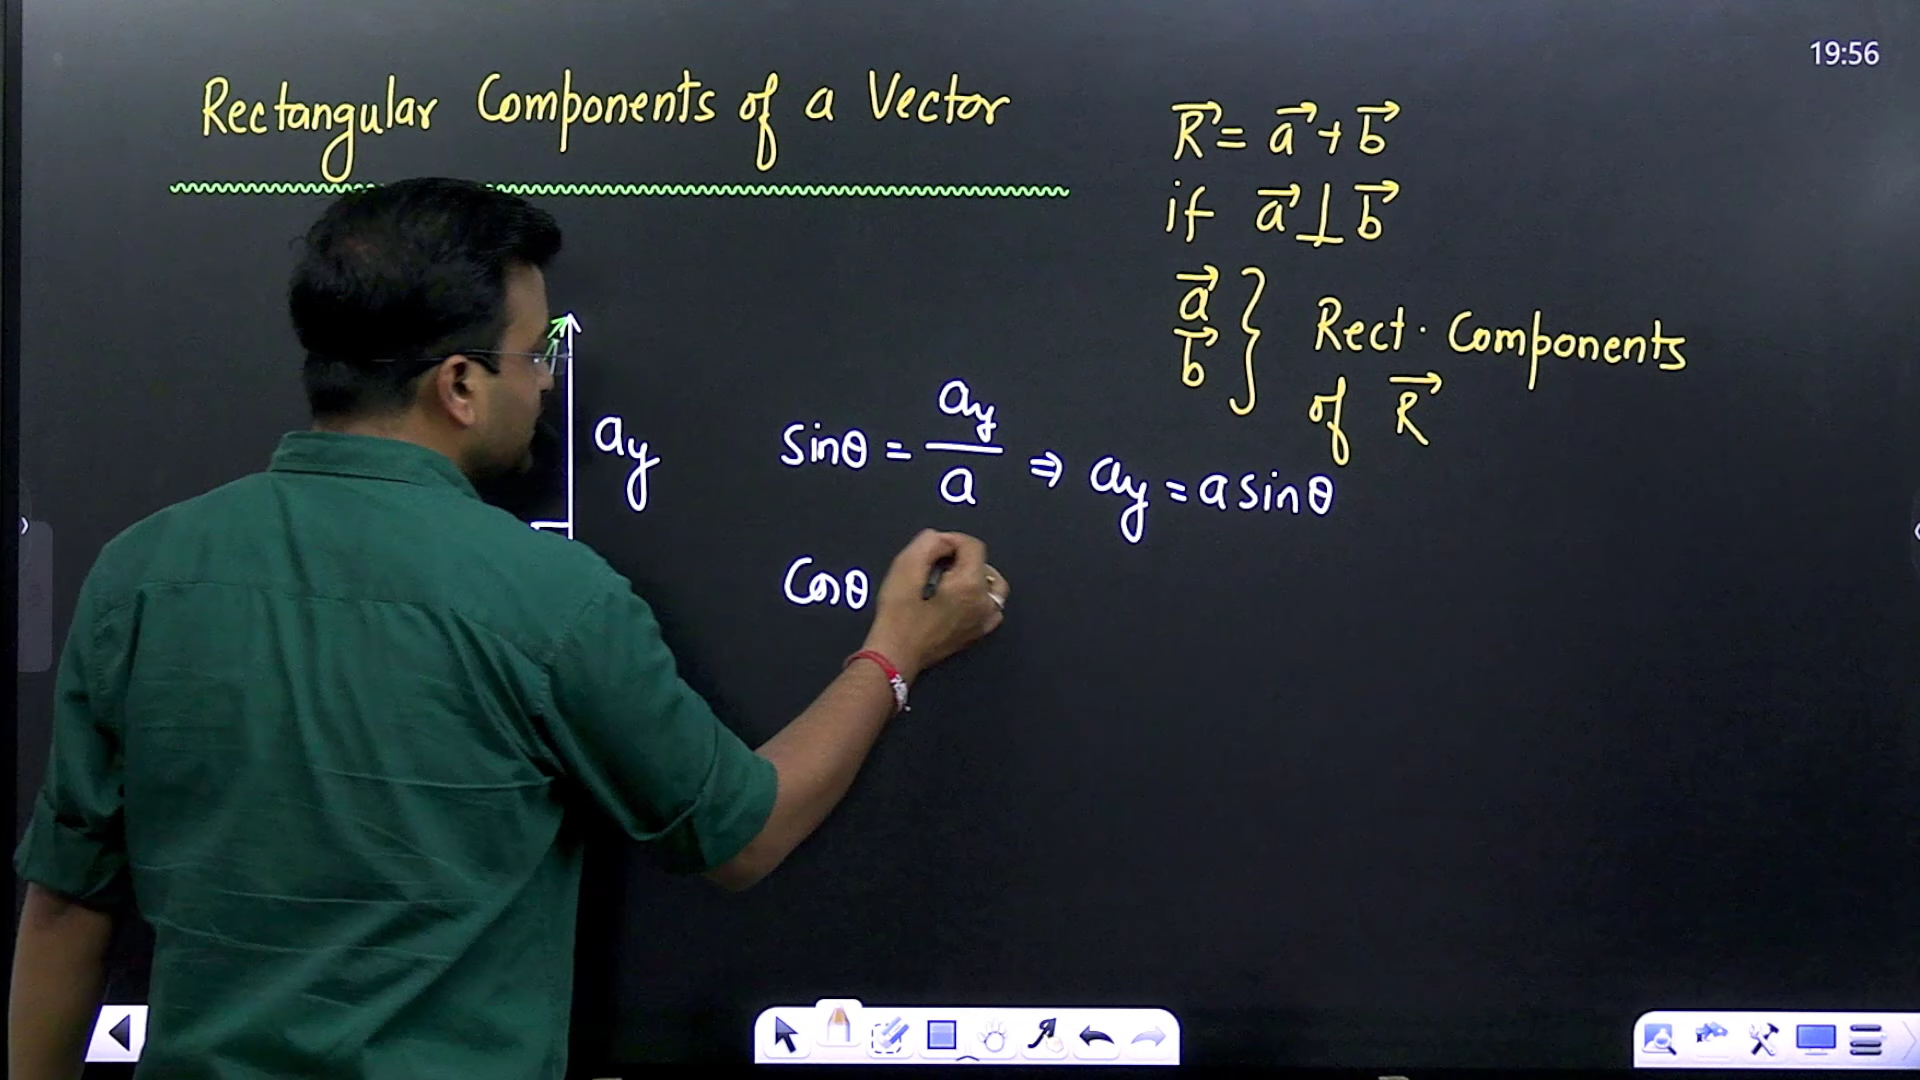 19:56
Rectangular Components of a Vector
R⃗ = a⃗ + b⃗
if a⃗ ⊥ b⃗
a⃗
b⃗ } Rect. Components
of R⃗
ay
sinθ = ay/a ⇒ ay = a sinθ
Cosθ